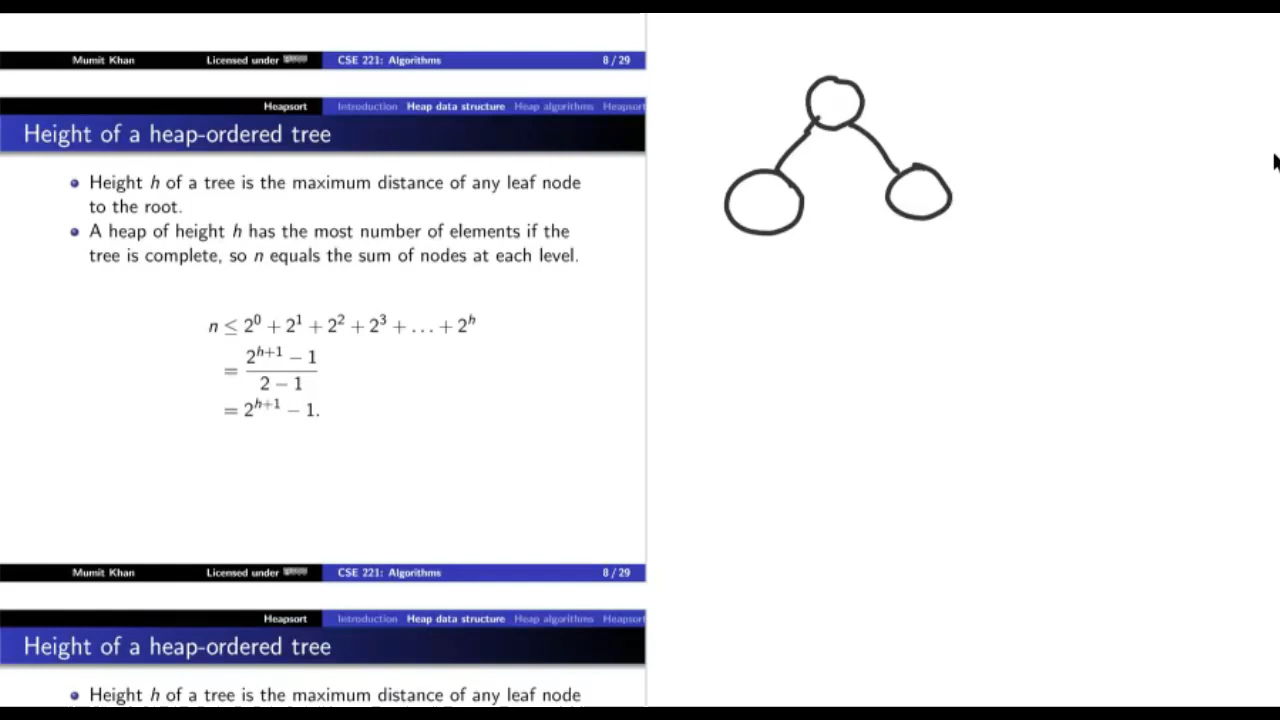 Mumit Khan Licensed under CSE 221: Algorithms 8 / 29
Heapsort Introduction Heap data structure Heap algorithms Heapsort
Height of a heap-ordered tree
Height h of a tree is the maximum distance of any leaf node
to the root.
A heap of height h has the most number of elements if the
tree is complete, so n equals the sum of nodes at each level.
n ≤ 2^0 + 2^1 + 2^2 + 2^3 + . . . + 2^h
= (2^{h+1} − 1) / (2 − 1)
= 2^{h+1} − 1.
Mumit Khan Licensed under CSE 221: Algorithms 8 / 29
Heapsort Introduction Heap data structure Heap algorithms Heapsort
Height of a heap-ordered tree
Height h of a tree is the maximum distance of any leaf node